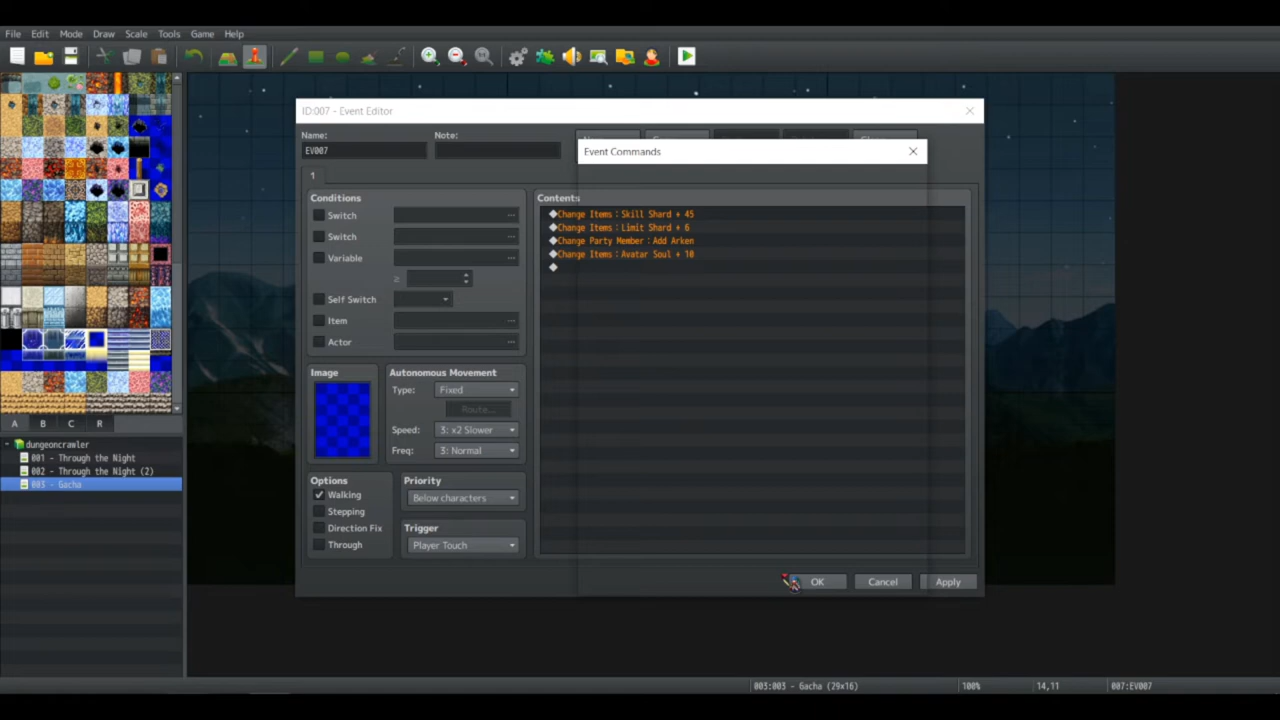 File Edit Mode Draw Scale Tools Game Help
ID:007 - Event Editor
Name: Note:
EV007
Event Commands
1
Conditions
Switch
Switch
Variable
≥
Self Switch
Item
Actor
Contents
◆Change Items：Skill Shard + 45
◆Change Items：Limit Shard + 6
◆Change Party Member：Add Arken
◆Change Items：Avatar Soul + 10
◆
Image
Autonomous Movement
Type: Fixed
Route...
Speed: 3: x2 Slower
Freq: 3: Normal
Options
Walking
Stepping
Direction Fix
Through
Priority
Below characters
Trigger
Player Touch
OK Cancel Apply
A B C R
dungeoncrawler
001 - Through the Night
002 - Through the Night (2)
003 - Gacha
003:003 - Gacha (29x16) 100% 14,11 007:EV007